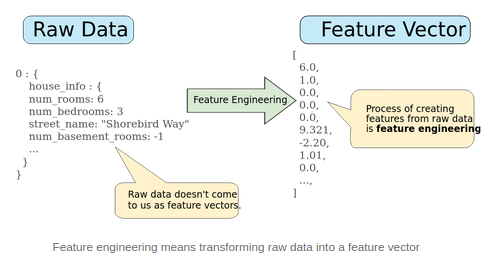 Raw Data
0 : {
house_info : {
num_rooms: 6
num_bedrooms: 3
street_name: "Shorebird Way"
num_basement_rooms: -1
...
}
}
Raw data doesn't come
to us as feature vectors.
Feature Engineering
Feature Vector
[
6.0,
1.0,
0.0,
0.0,
0.0,
9.321,
-2.20,
1.01,
0.0,
...,
]
Process of creating
features from raw data
is feature engineering
Feature engineering means transforming raw data into a feature vector